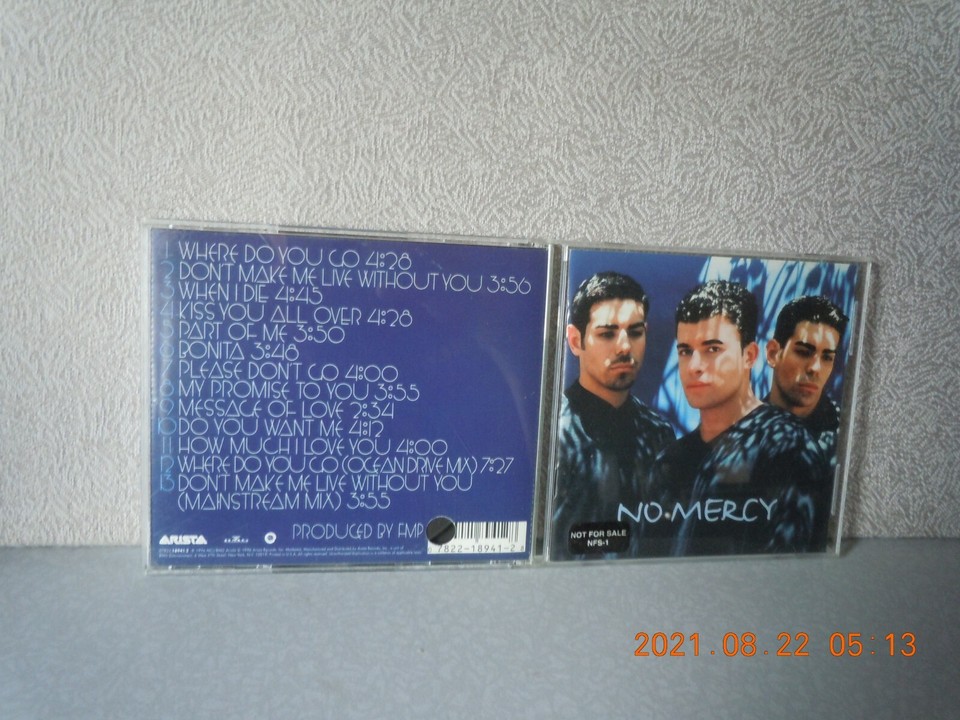 1 WHERE DO YOU GO 4:28
2 DON'T MAKE ME LIVE WITHOUT YOU 3:56
3 WHEN I DIE 4:45
4 KISS YOU ALL OVER 4:28
5 PART OF ME 3:50
6 BONITA 3:48
7 PLEASE DON'T GO 4:00
8 MY PROMISE TO YOU 3:55
9 MESSAGE OF LOVE 2:34
10 DO YOU WANT ME 4:12
11 HOW MUCH I LOVE YOU 4:00
12 WHERE DO YOU GO (OCEAN DRIVE MIX) 7:27
13 DON'T MAKE ME LIVE WITHOUT YOU
(MAINSTREAM MIX) 3:55
PRODUCED BY FMP
ARISTA
7822-18941-2
NO MERCY
NOT FOR SALE
NFS-1
2021.08.22 05:13